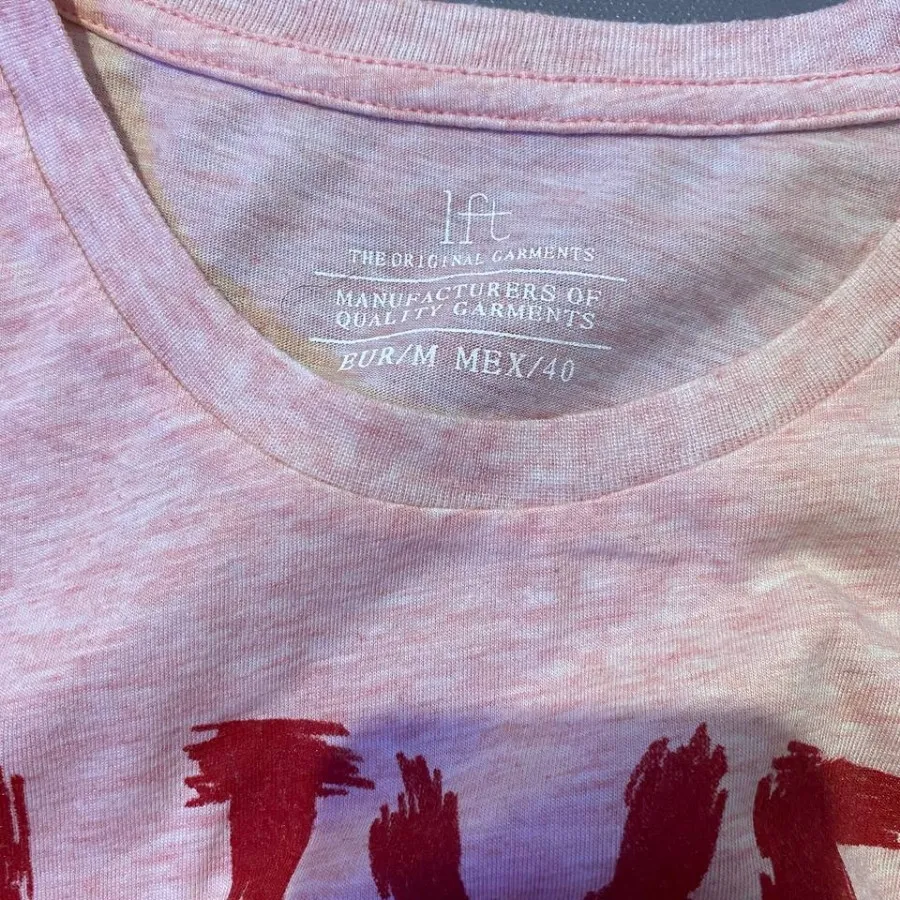 lft
THE ORIGINAL GARMENTS
MANUFACTURERS OF
QUALITY GARMENTS
EUR/M MEX/40